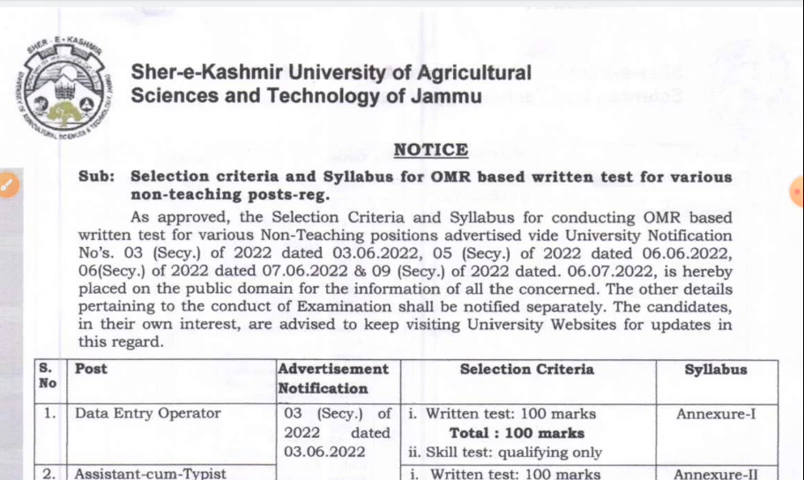 SHER - E - KASHMIR
Sher-e-Kashmir University of Agricultural
Sciences and Technology of Jammu
NOTICE
Sub: Selection criteria and Syllabus for OMR based written test for various
non-teaching posts-reg.
As approved, the Selection Criteria and Syllabus for conducting OMR based
written test for various Non-Teaching positions advertised vide University Notification
No's. 03 (Secy.) of 2022 dated 03.06.2022, 05 (Secy.) of 2022 dated 06.06.2022,
06(Secy.) of 2022 dated 07.06.2022 & 09 (Secy.) of 2022 dated. 06.07.2022, is hereby
placed on the public domain for the information of all the concerned. The other details
pertaining to the conduct of Examination shall be notified separately. The candidates,
in their own interest, are advised to keep visiting University Websites for updates in
this regard.
S. Post Advertisement Selection Criteria Syllabus
No Notification
1. Data Entry Operator 03 (Secy.) of i. Written test: 100 marks Annexure-I
2022 dated Total : 100 marks
03.06.2022 ii. Skill test: qualifying only
2. Assistant-cum-Typist i. Written test: 100 marks Annexure-II